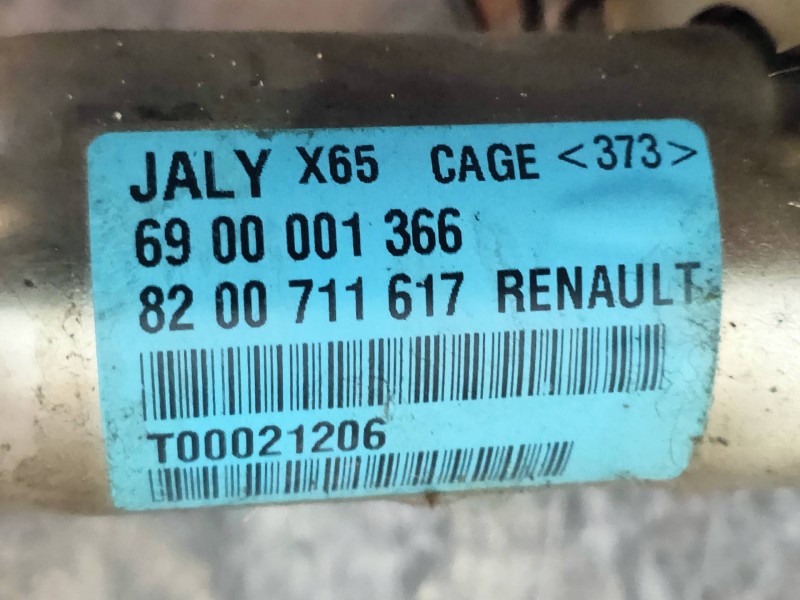 JALY X65 CAGE <373>
69 00 001 366
82 00 711 617 RENAULT
T00021206